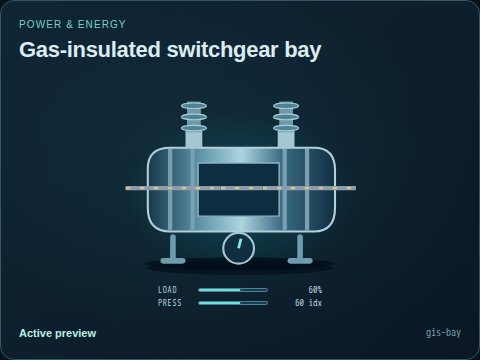 POWER & ENERGY
Gas-insulated switchgear bay
LOAD 60%
PRESS 60 idx
Active preview gis-bay